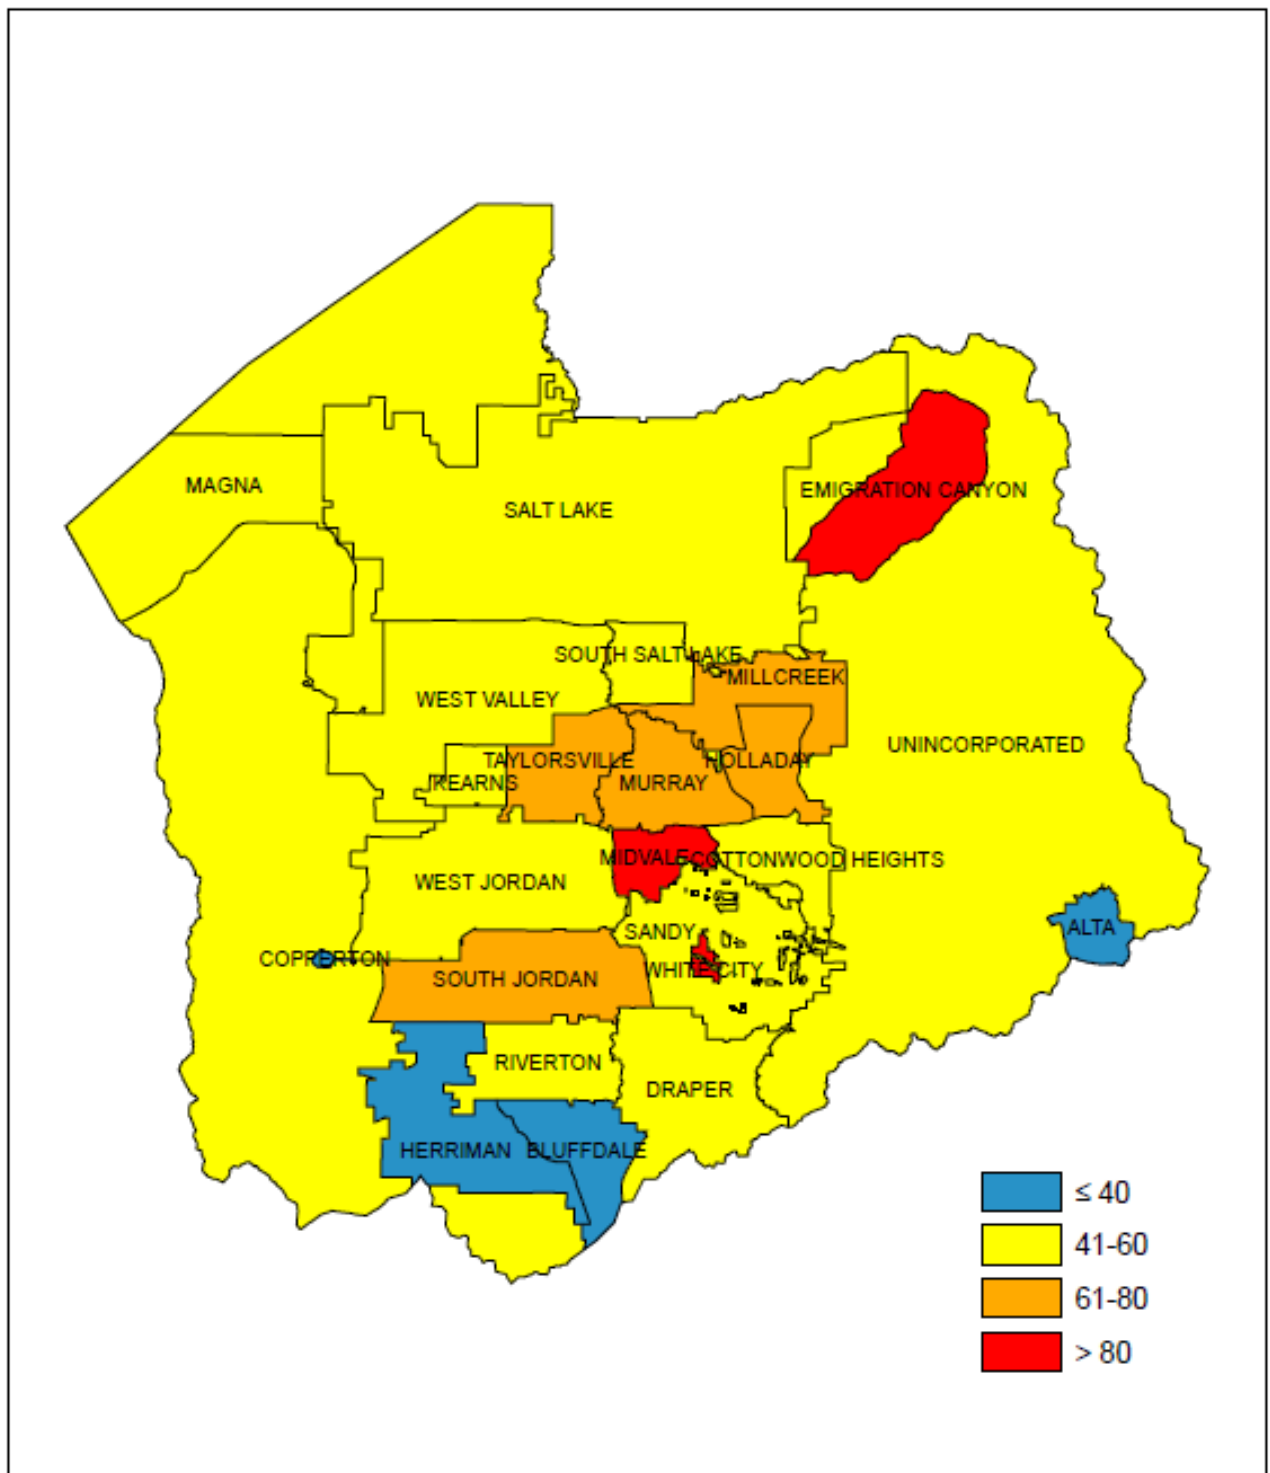 MAGNA
SALT LAKE
EMIGRATION CANYON
SOUTH SALT LAKE
MILLCREEK
WEST VALLEY
UNINCORPORATED
TAYLORSVILLE
HOLLADAY
KEARNS
MURRAY
MIDVALE
COTTONWOOD HEIGHTS
WEST JORDAN
ALTA
SANDY
COPPERTON
WHITE CITY
SOUTH JORDAN
RIVERTON
DRAPER
HERRIMAN
BLUFFDALE
≤ 40
41-60
61-80
> 80